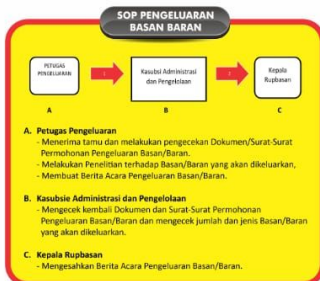 SOP PENGELUARAN
BASAN BARAN
PETUGAS
PENGELUARAN
1
Kasubsi Administrasi
dan Pengelolaan
2
Kepala
Rupbasan
A
B
C
A. Petugas Pengeluaran
- Menerima tamu dan melakukan pengecekan Dokumen/Surat-Surat
Permohonan Pengeluaran Basan/Baran.
- Melakukan Penelitian terhadap Basan/Baran yang akan dikeluarkan,
- Membuat Berita Acara Pengeluaran Basan/Baran.
B. Kasubsie Administrasi dan Pengelolaan
- Mengecek kembali Dokumen dan Surat-Surat Permohonan
Pengeluaran Basan/Baran dan mengecek jumlah dan jenis Basan/Baran
yang akan dikeluarkan.
C. Kepala Rupbasan
- Mengesahkan Berita Acara Pengeluaran Basan/Baran.